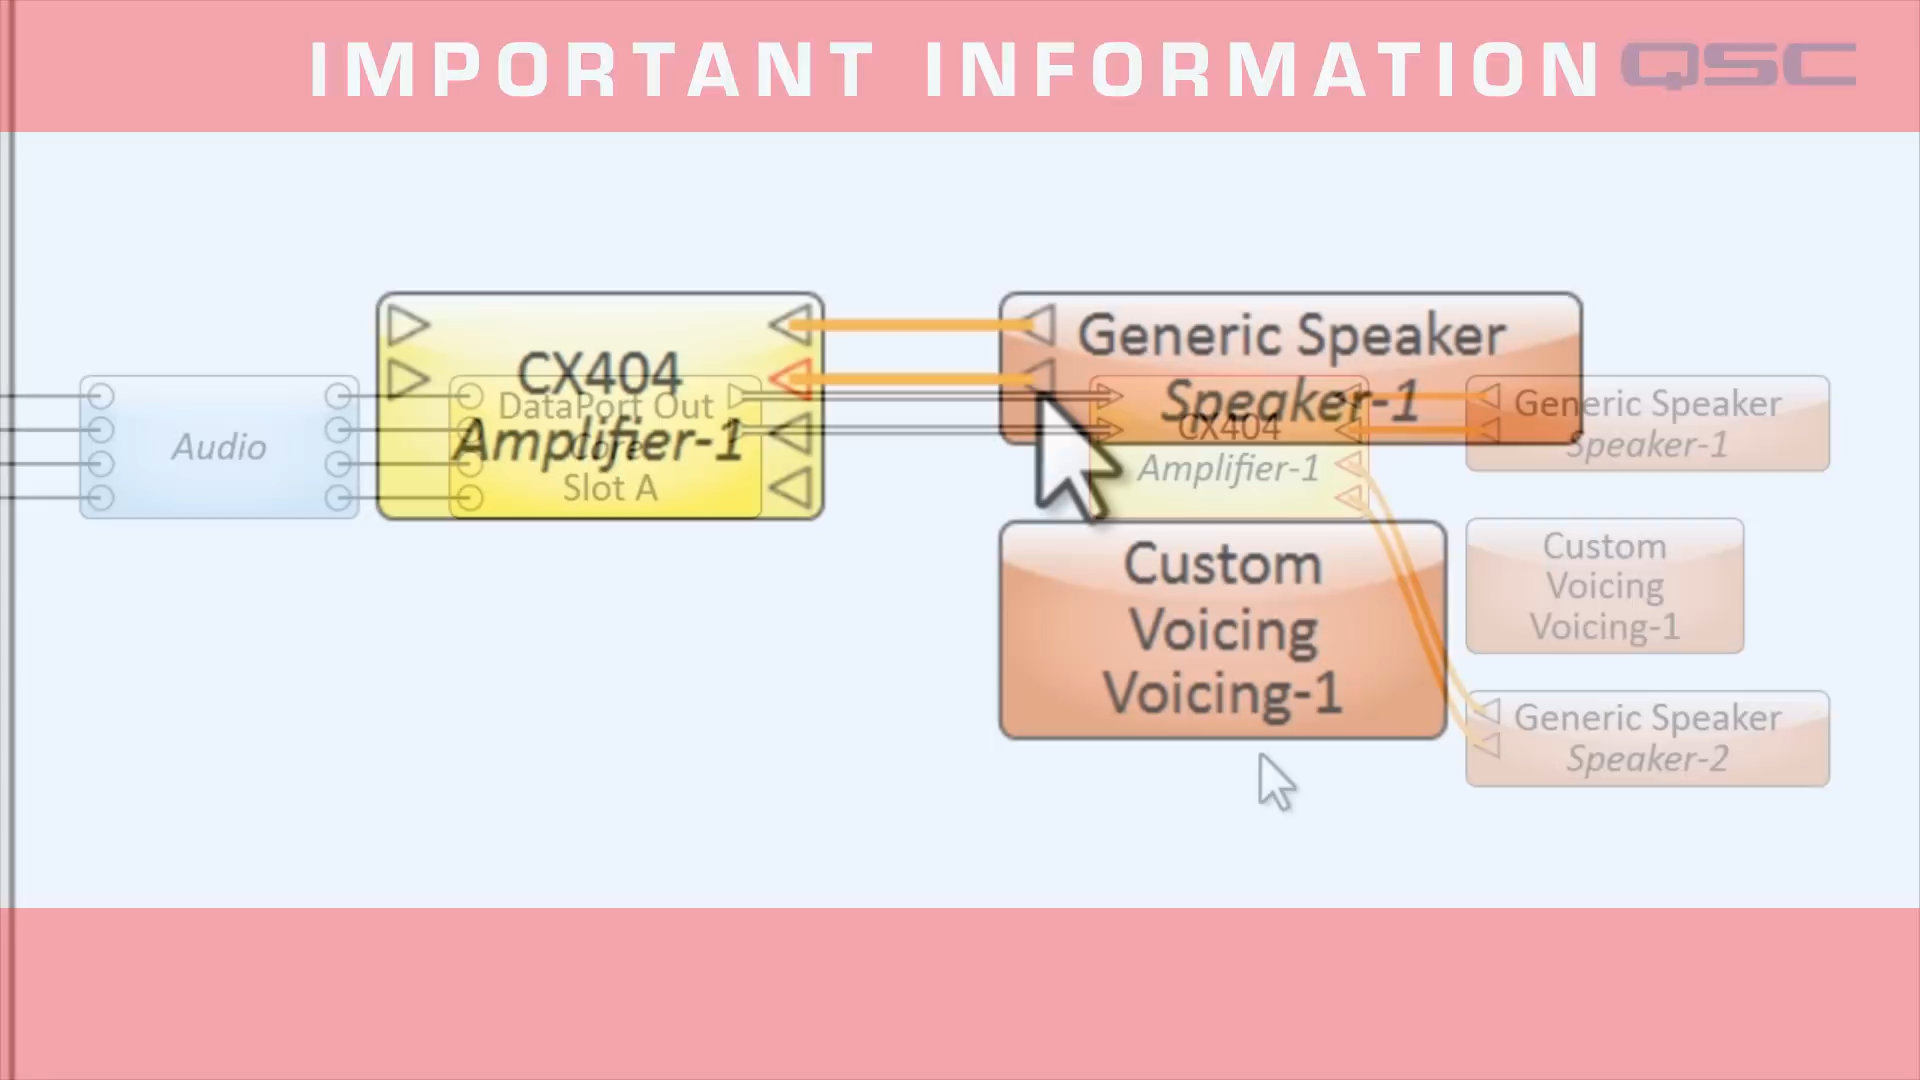 IMPORTANT INFORMATION
QSC
CX404
Amplifier-1
Generic Speaker
Speaker-1
Custom
Voicing
Voicing-1
Audio
DataPort Out
Core
Slot A
CX404
Amplifier-1
Generic Speaker
Speaker-1
Custom
Voicing
Voicing-1
Generic Speaker
Speaker-2